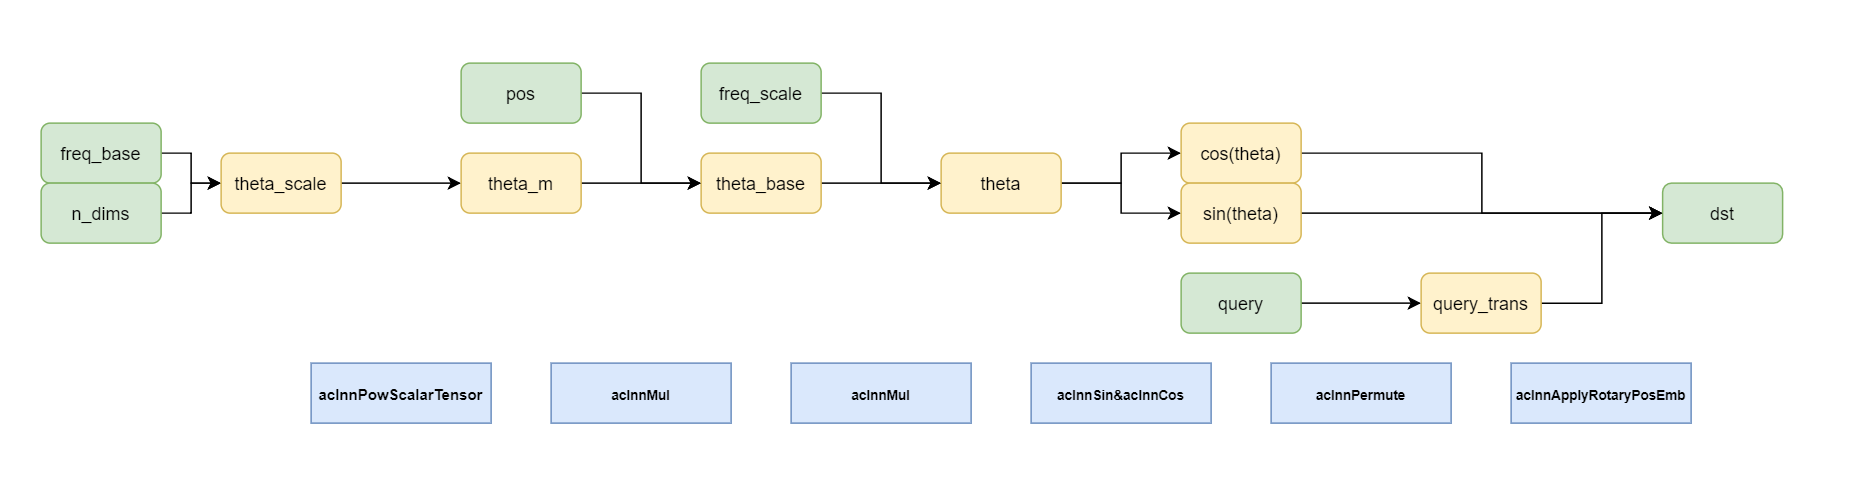 pos
freq_scale
freq_base
n_dims
theta_scale
theta_m
theta_base
theta
cos(theta)
sin(theta)
dst
query
query_trans
aclnnPowScalarTensor
aclnnMul
aclnnMul
aclnnSin&aclnnCos
aclnnPermute
aclnnApplyRotaryPosEmb